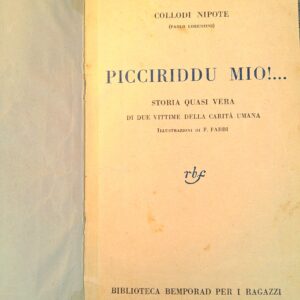 COLLODI NIPOTE
(PAOLO LORENZINI)
PICCIRIDDU MIO!...
STORIA QUASI VERA
DI DUE VITTIME DELLA CARITÀ UMANA
ILLUSTRAZIONI DI F. FABBI
rbf
BIBLIOTECA BEMPORAD PER I RAGAZZI